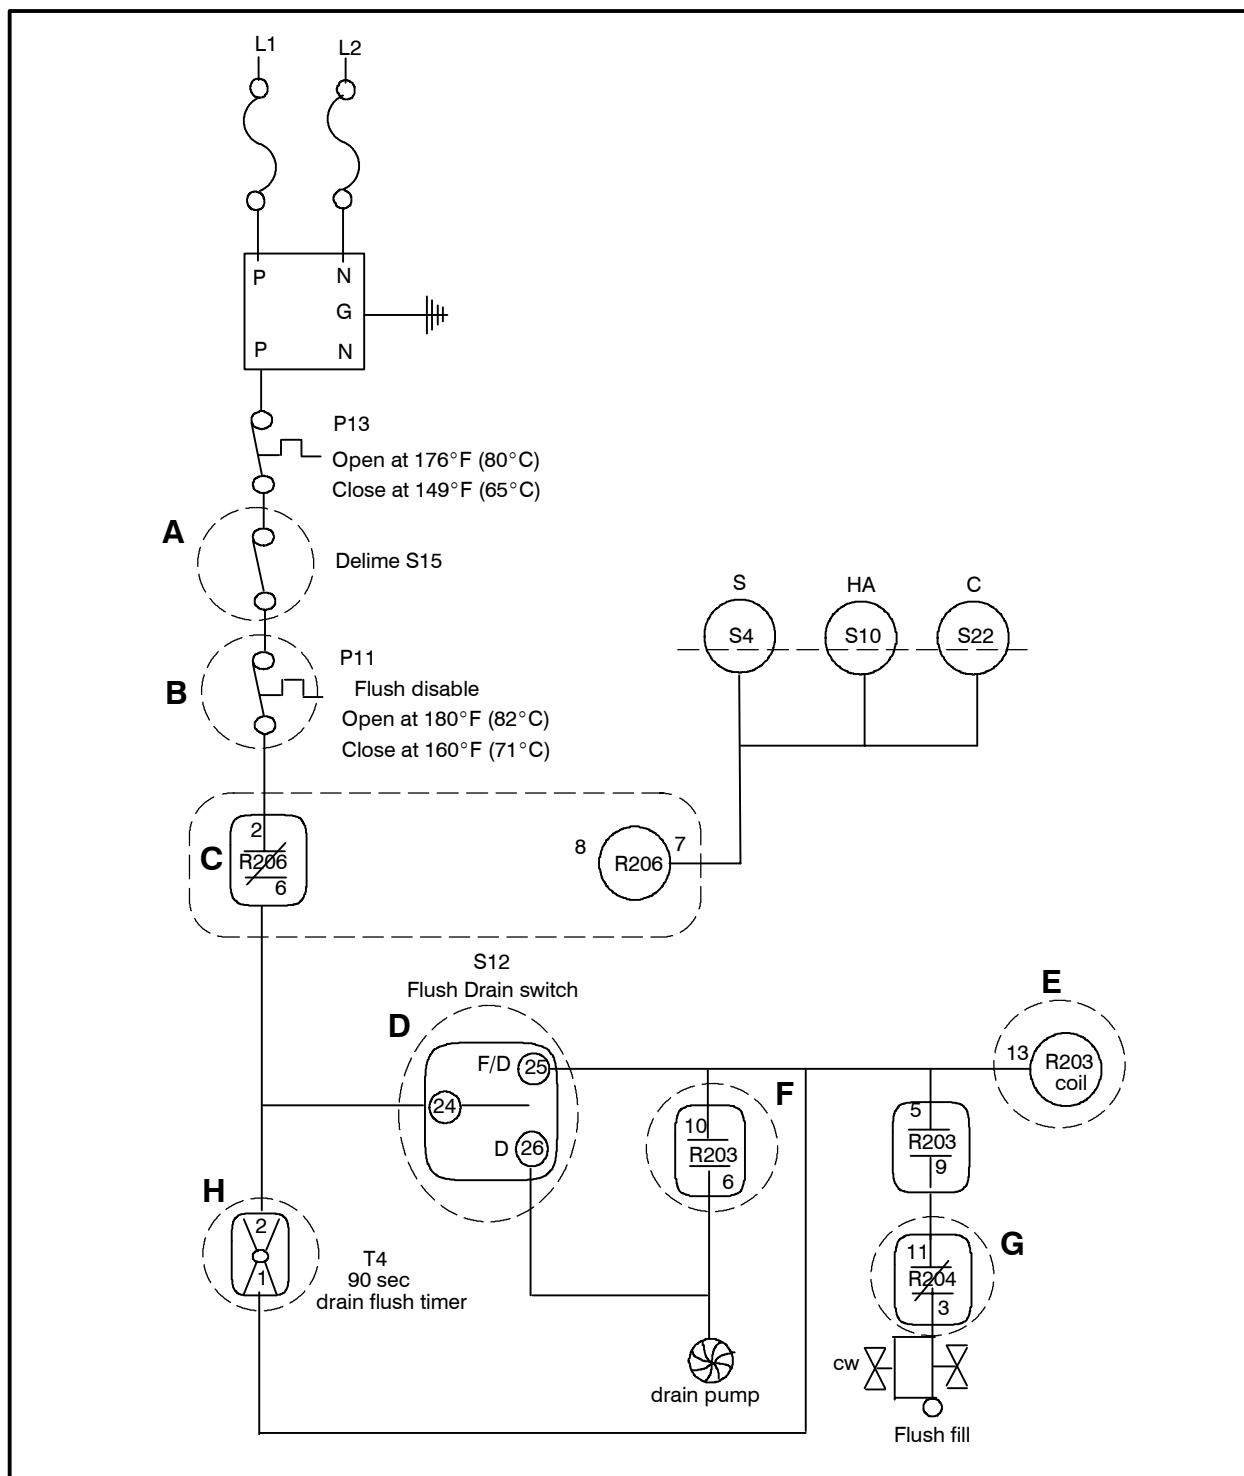 L1
L2
P
N
G
P
N
P13
Open at 176°F (80°C)
Close at 149°F (65°C)
A
Delime S15
S
HA
C
S4
S10
S22
B
P11
Flush disable
Open at 180°F (82°C)
Close at 160°F (71°C)
C
2
R206
6
8
R206
7
S12
Flush Drain switch
D
F/D
25
24
D
26
E
13
R203
coil
F
10
R203
6
5
R203
9
H
2
1
T4
90 sec
drain flush timer
G
11
R204
3
cw
drain pump
Flush fill